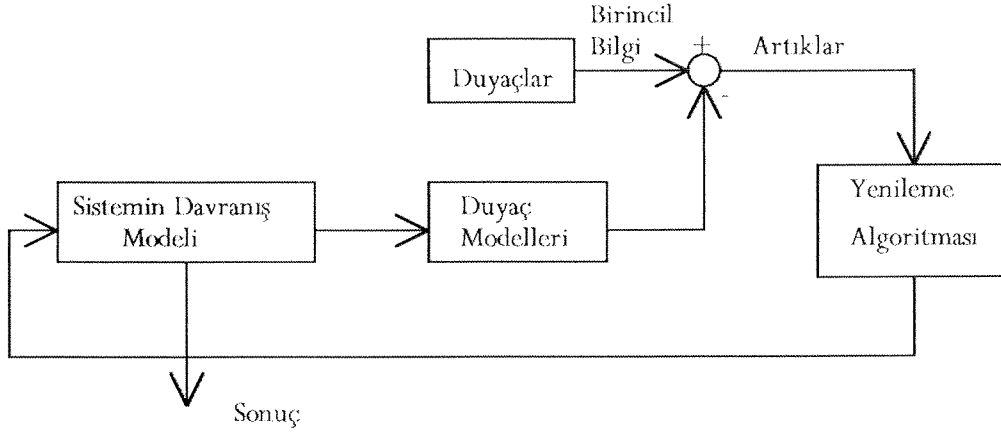 Birincil
Bilgi
+
Artıklar
Duyaçlar
-
Sistemin Davranış
Modeli
Duyaç
Modelleri
Yenileme
Algoritması
Sonuç